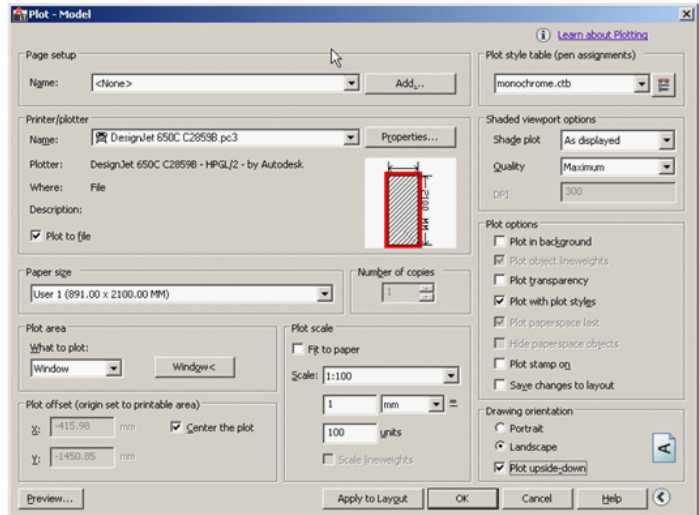 Plot - Model
Learn about Plotting
Page setup
Name:
<None>
Add...
Plot style table (pen assignments)
monochrome.ctb
Printer/plotter
Name:
DesignJet 650C C2859B.pc3
Properties...
Plotter:
DesignJet 650C C2859B - HPGL/2 - by Autodesk
Where:
File
Description:
Plot to file
2100 MM
Shaded viewport options
Shade plot
As displayed
Quality
Maximum
DPI
300
Paper size
User 1 (891.00 x 2100.00 MM)
Number of copies
1
Plot options
Plot in background
Plot object lineweights
Plot transparency
Plot with plot styles
Plot paperspace last
Hide paperspace objects
Plot stamp on
Save changes to layout
Plot area
What to plot:
Window
Window<
Plot scale
Fit to paper
Scale:
1:100
1
mm
=
100
units
Scale lineweights
Plot offset (origin set to printable area)
X:
-415.98
mm
Center the plot
Y:
-1450.85
mm
Drawing orientation
Portrait
Landscape
Plot upside-down
A
Preview...
Apply to Layout
OK
Cancel
Help